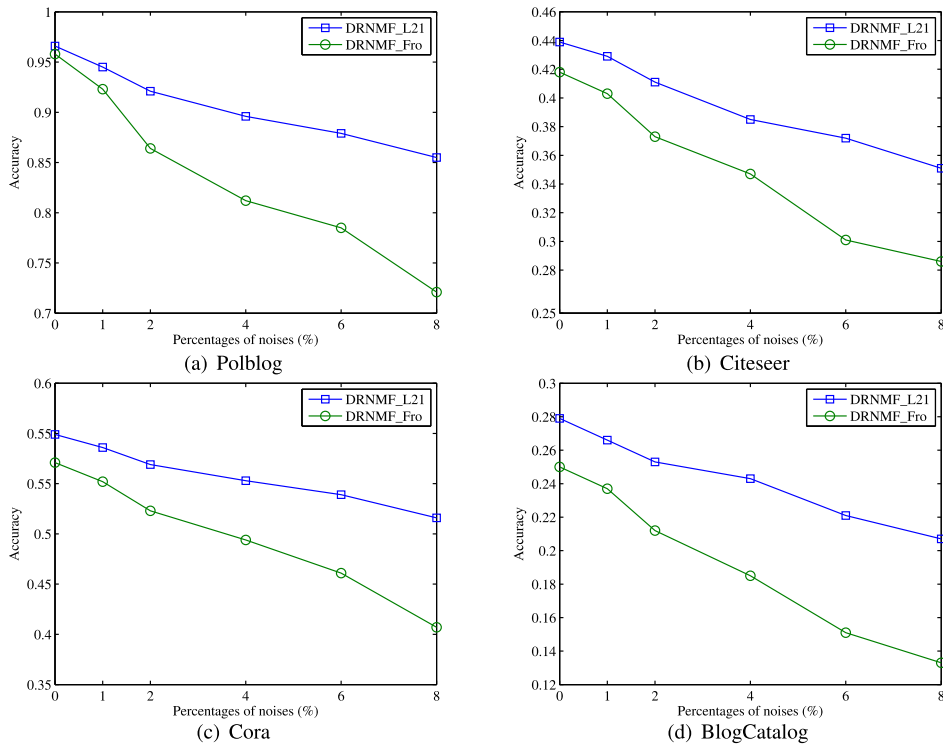 1
0.95
0.9
0.85
0.8
0.75
0.7
Accuracy
DRNMF_L21
DRNMF_Fro
0 1 2 4 6 8
Percentages of noises (%)
(a) Polblog
0.46
0.44
0.42
0.4
0.38
0.36
0.34
0.32
0.3
0.28
0.25
Accuracy
DRNMF_L21
DRNMF_Fro
0 1 2 4 6 8
Percentages of noises (%)
(b) Citeseer
0.6
0.55
0.55
0.5
0.45
0.4
0.35
Accuracy
DRNMF_L21
DRNMF_Fro
0 1 2 4 6 8
Percentages of noises (%)
(c) Cora
0.3
0.28
0.26
0.24
0.22
0.2
0.18
0.16
0.14
0.12
Accuracy
DRNMF_L21
DRNMF_Fro
0 1 2 4 6 8
Percentages of noises (%)
(d) BlogCatalog